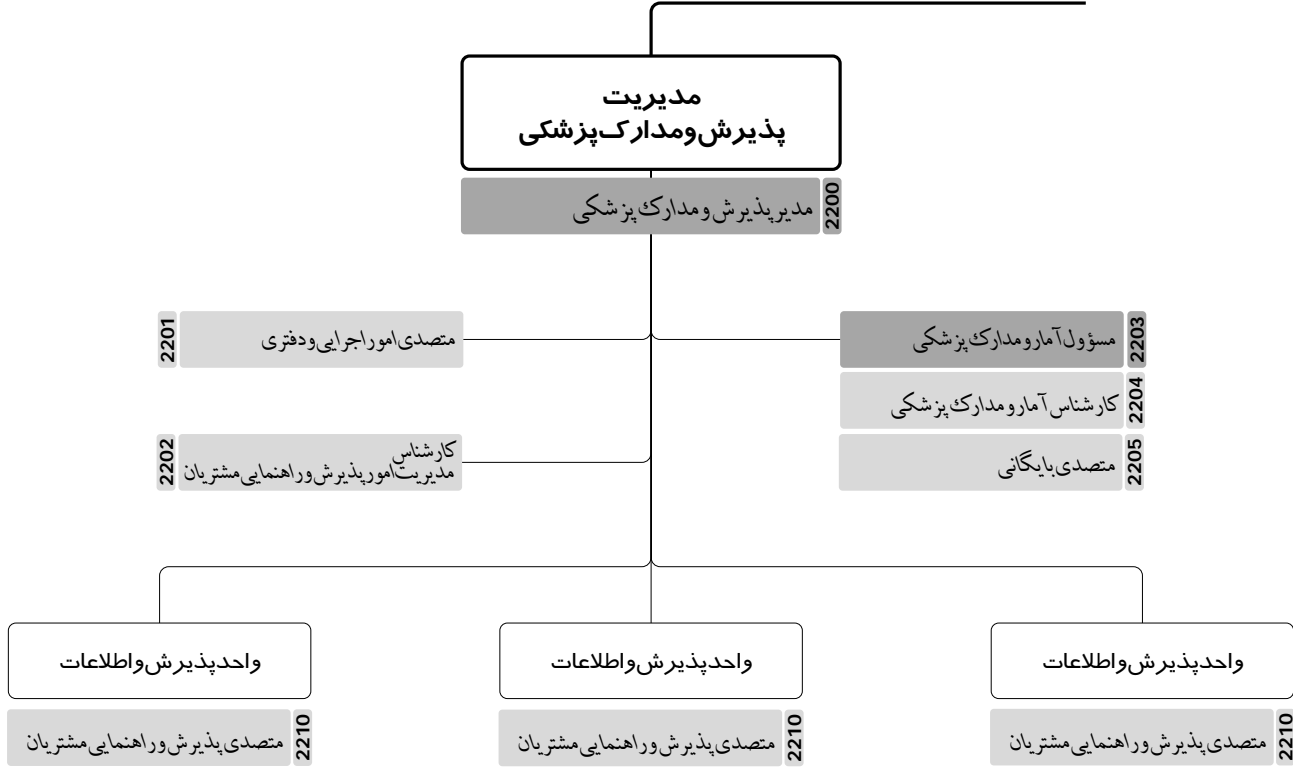 مدیریت
پذیرش و مدارک پزشکی
2200 مدیر پذیرش و مدارک پزشکی
2203 مسؤول آمار و مدارک پزشکی
2201 متصدی امور اجرایی و دفتری
2204 کارشناس آمار و مدارک پزشکی
2205 متصدی بایگانی
کارشناس
2202 مدیریت امور پذیرش و راهنمایی مشتریان
واحد پذیرش و اطلاعات
واحد پذیرش و اطلاعات
واحد پذیرش و اطلاعات
2210 متصدی پذیرش و راهنمایی مشتریان
2210 متصدی پذیرش و راهنمایی مشتریان
2210 متصدی پذیرش و راهنمایی مشتریان